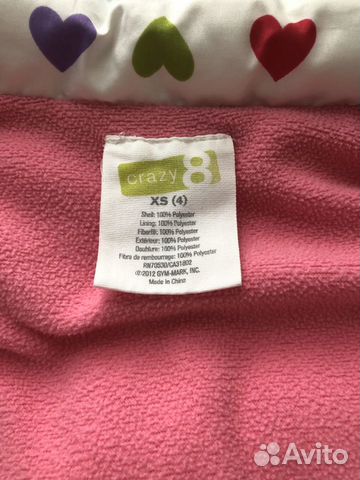 crazy 8
XS (4)
Shell: 100% Polyester
Lining: 100% Polyester
Fiberfill: 100% Polyester
Extérieur: 100% Polyester
Doublure: 100% Polyester
Fibra de rembourrage: 100% Polyester
RN70530/CA31802
©2012 GYM-MARK, INC.
Made in China
Avito